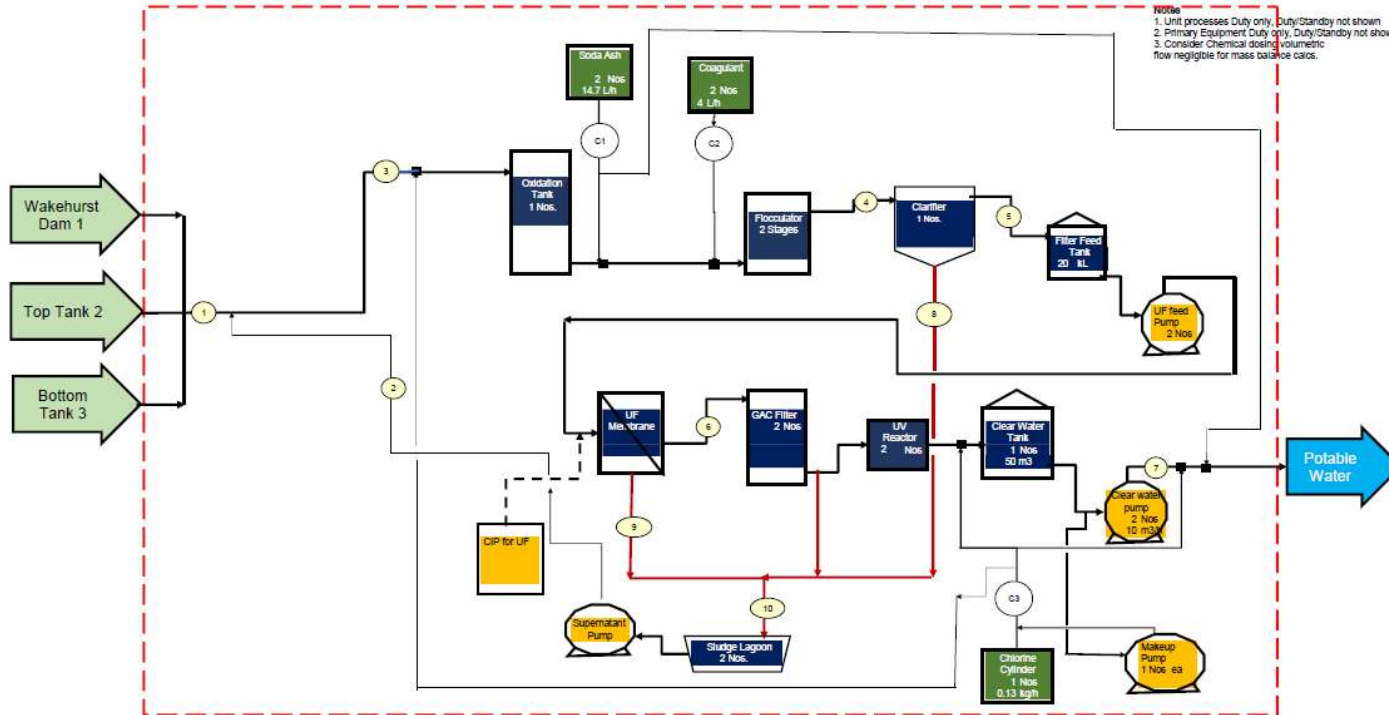 Notes
1. Unit processes Duty only, Duty/Standby not shown
2. Primary Equipment Duty only, Duty/Standby not show
3. Consider Chemical dosing volumetric
flow negligible for mass balance calcs.
Soda Ash
2 Nos
14.7 L/h
Coagulant
2 Nos
4 L/h
C1
C2
3
Oxidation
Tank
1 Nos.
Flocculator
2 Stages
4
Clarifier
1 Nos.
5
Filter Feed
Tank
20 kL
UF feed
Pump
2 Nos
Wakehurst
Dam 1
Top Tank 2
Bottom
Tank 3
1
2
8
UF
Membrane
6
GAC Filter
2 Nos
UV
Reactor
2 Nos
Clear Water
Tank
1 Nos
50 m3
7
Clear water
pump
2 Nos
10 m3/
Potable
Water
CIP for UF
9
10
Supernatant
Pump
Sludge Lagoon
2 Nos.
C3
Chlorine
Cylinder
1 Nos
0.13 kg/h
Makeup
Pump
1 Nos ea